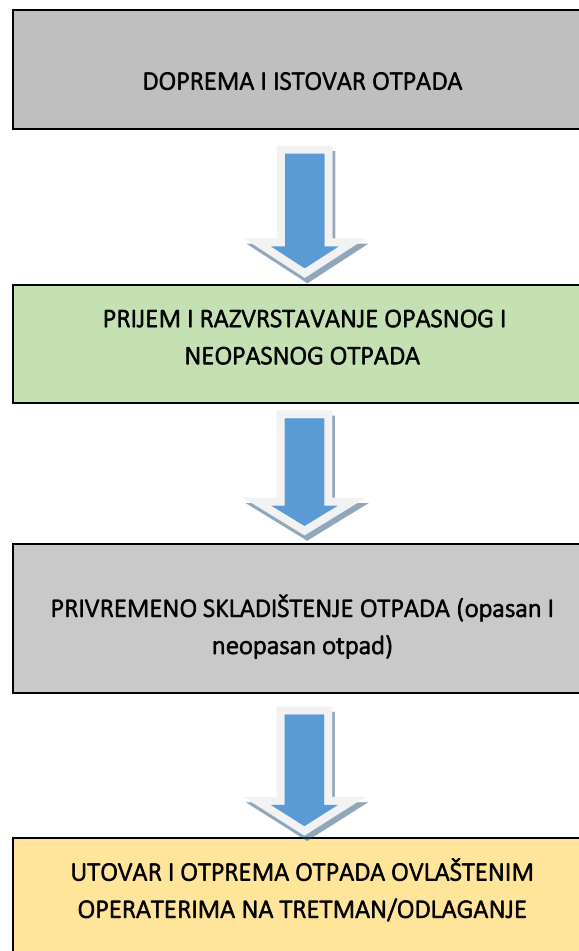 DOPREMA I ISTOVAR OTPADA
PRIJEM I RAZVRSTAVANJE OPASNOG I
NEOPASNOG OTPADA
PRIVREMENO SKLADIŠTENJE OTPADA (opasan I
neopasan otpad)
UTOVAR I OTPREMA OTPADA OVLAŠTENIM
OPERATERIMA NA TRETMAN/ODLAGANJE